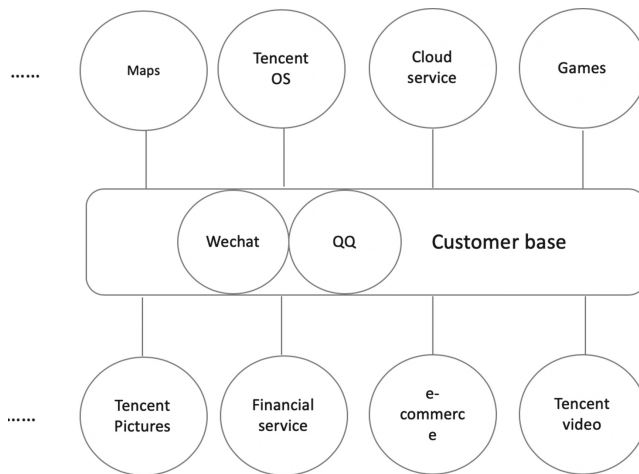 ...... Maps Tencent Cloud Games
OS service
Wechat QQ Customer base
...... Tencent Financial e- Tencent
Pictures service commerc video
e